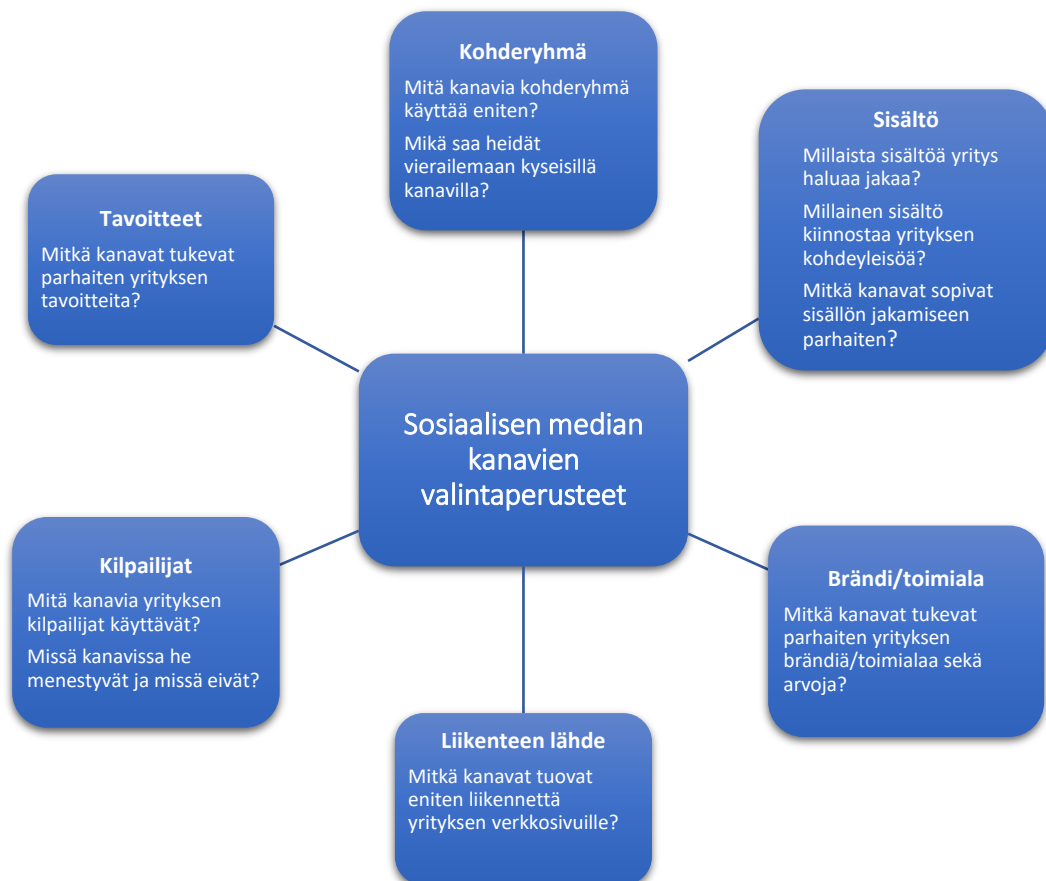 Kohderyhmä
Mitä kanavia kohderyhmä
käyttää eniten?
Mikä saa heidät
vierailemaan kyseisillä
kanavilla?
Sisältö
Millaista sisältöä yritys
haluaa jakaa?
Millainen sisältö
kiinnostaa yrityksen
kohdeyleisöä?
Mitkä kanavat sopivat
sisällön jakamiseen
parhaiten?
Tavoitteet
Mitkä kanavat tukevat
parhaiten yrityksen
tavoitteita?
Sosiaalisen median
kanavien
valintaperusteet
Kilpailijat
Mitä kanavia yrityksen
kilpailijat käyttävät?
Missä kanavissa he
menestyvät ja missä eivät?
Brändi/toimiala
Mitkä kanavat tukevat
parhaiten yrityksen
brändiä/toimialaa sekä
arvoja?
Liikenteen lähde
Mitkä kanavat tuovat
eniten liikennettä
yrityksen verkkosivuille?